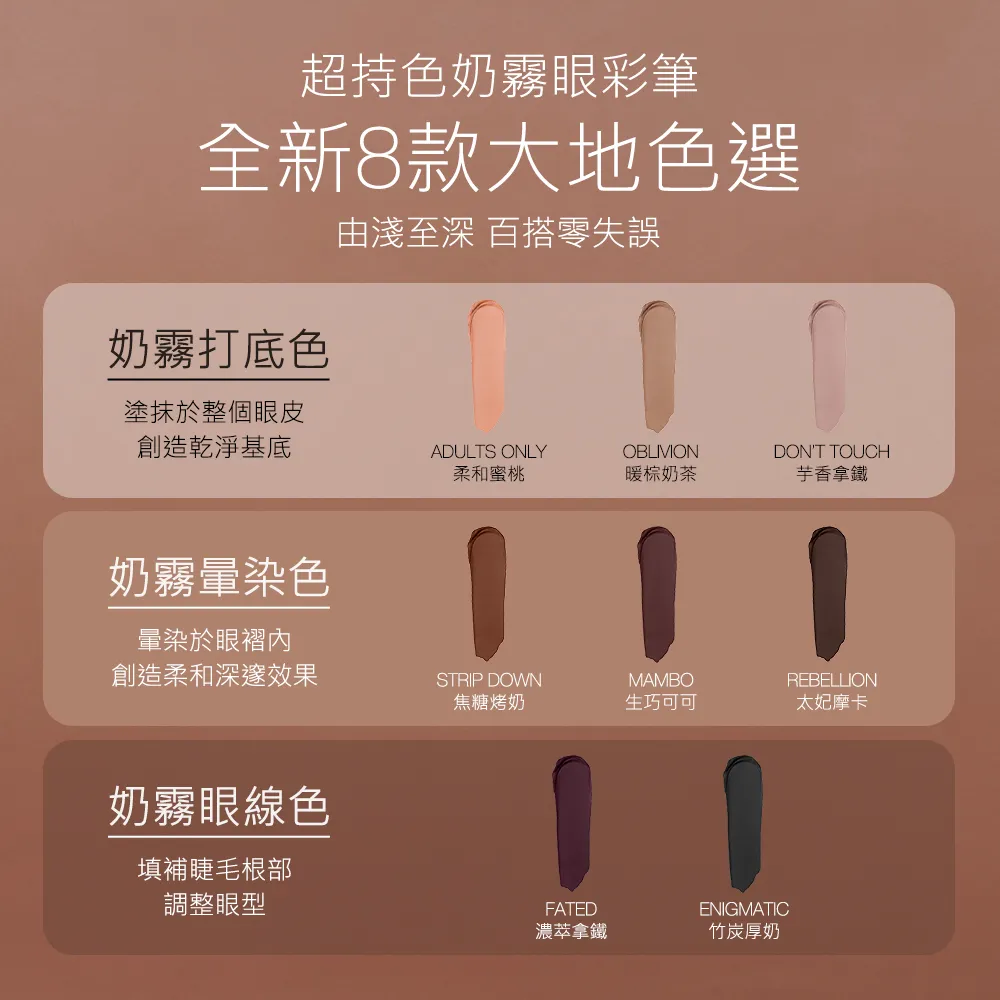 超持色奶霧眼彩筆
全新8款大地色選
由淺至深 百搭零失誤
奶霧打底色
塗抹於整個眼皮
創造乾淨基底
ADULTS ONLY
柔和蜜桃
OBLIVION
暖棕奶茶
DON'T TOUCH
芋香拿鐵
奶霧暈染色
暈染於眼褶內
創造柔和深邃效果
STRIP DOWN
焦糖烤奶
MAMBO
生巧可可
REBELLION
太妃摩卡
奶霧眼線色
填補睫毛根部
調整眼型
FATED
濃萃拿鐵
ENIGMATIC
竹炭厚奶